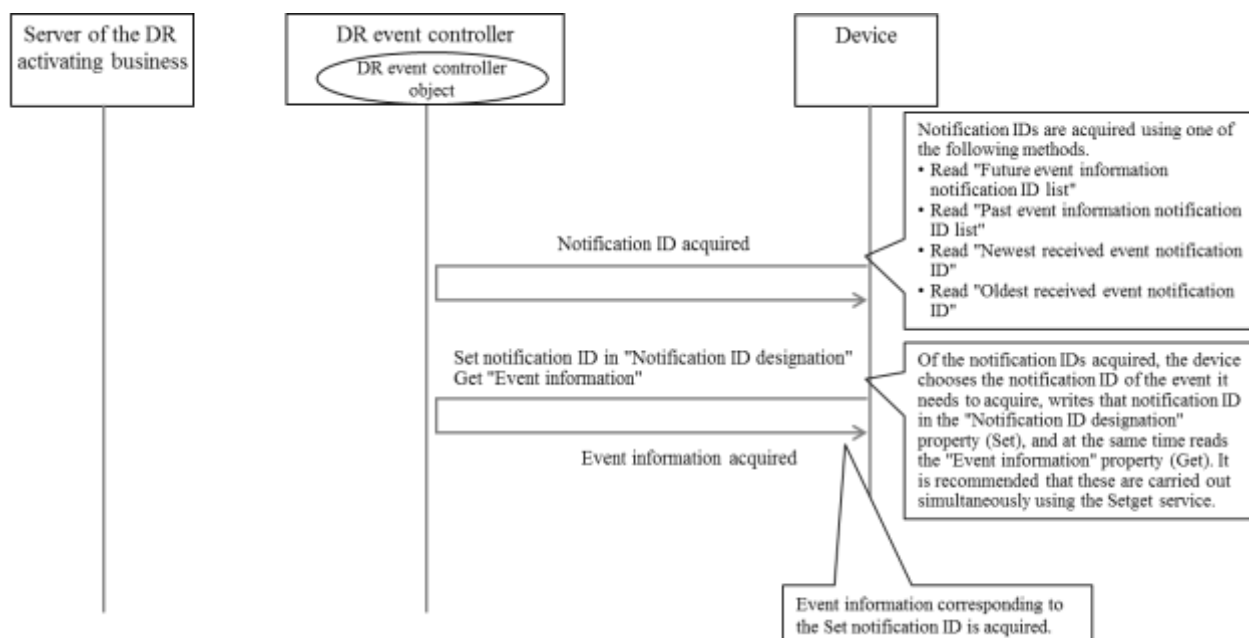 Server of the DR
activating business
DR event controller
DR event controller
object
Device
Notification IDs are acquired using one of
the following methods.
• Read "Future event information
notification ID list"
• Read "Past event information notification
ID list"
• Read "Newest received event notification
ID"
• Read "Oldest received event notification
ID"
Notification ID acquired
Set notification ID in "Notification ID designation"
Get "Event information"
Of the notification IDs acquired, the device
chooses the notification ID of the event it
needs to acquire, writes that notification ID
in the "Notification ID designation"
property (Set), and at the same time reads
the "Event information" property (Get). It
is recommended that these are carried out
simultaneously using the Setget service.
Event information acquired
Event information corresponding to
the Set notification ID is acquired.